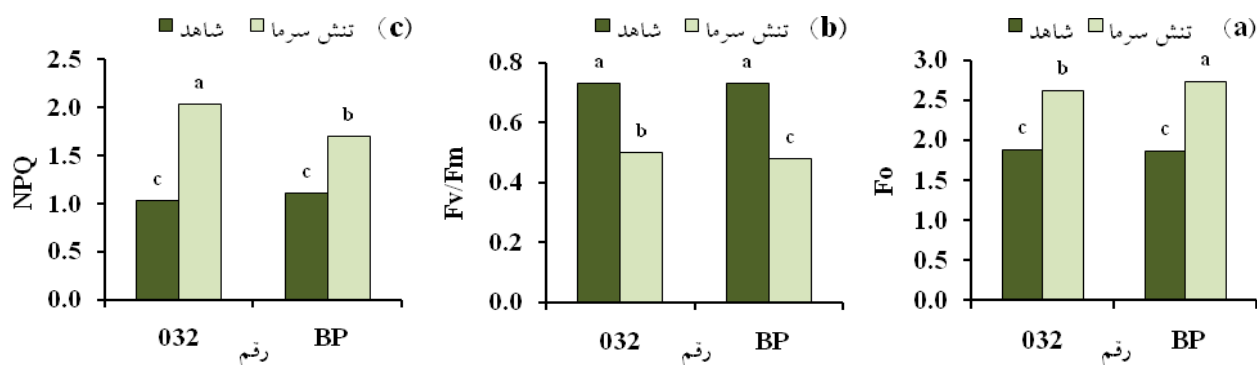 شاهد تنش سرما (c)
2.5
2.0
1.5
1.0
0.5
0.0
NPQ
c a c b
032 BP
رقم
شاهد تنش سرما (b)
0.8
0.6
0.4
0.2
0.0
Fv/Fm
a b a c
032 BP
رقم
شاهد تنش سرما (a)
3.0
2.5
2.0
1.5
1.0
0.5
0.0
Fo
c b c a
032 BP
رقم